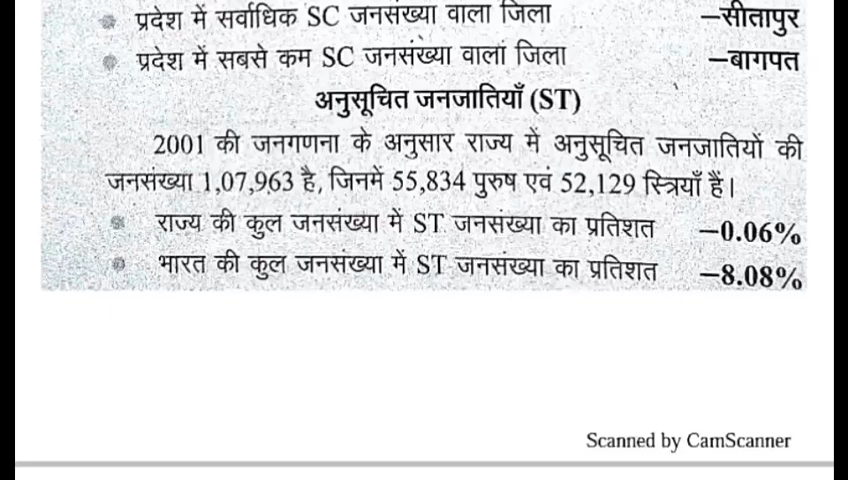 प्रदेश में सर्वाधिक SC जनसंख्या वाला जिला –सीतापुर
प्रदेश में सबसे कम SC जनसंख्या वाला जिला –बागपत
अनुसूचित जनजातियाँ (ST)
2001 की जनगणना के अनुसार राज्य में अनुसूचित जनजातियों की
जनसंख्या 1,07,963 है, जिनमें 55,834 पुरुष एवं 52,129 स्त्रियाँ हैं।
राज्य की कुल जनसंख्या में ST जनसंख्या का प्रतिशत –0.06%
भारत की कुल जनसंख्या में ST जनसंख्या का प्रतिशत –8.08%
Scanned by CamScanner